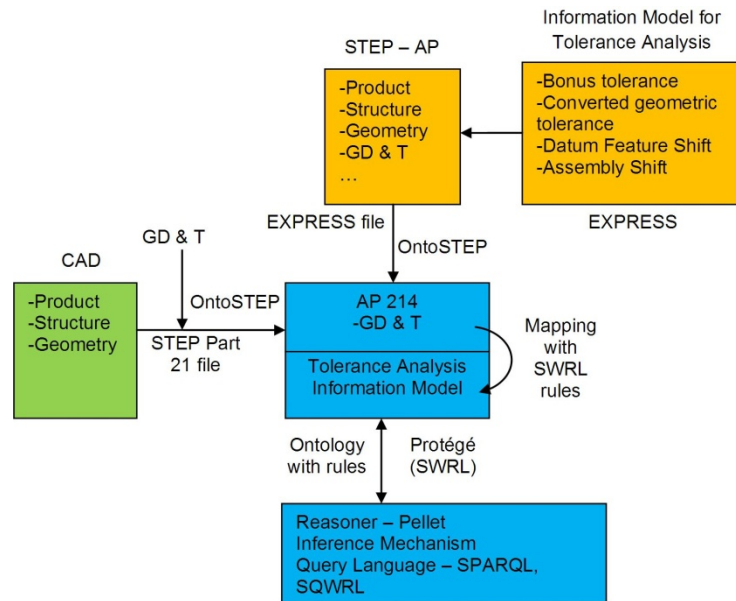 Information Model for
Tolerance Analysis
STEP – AP
-Product
-Structure
-Geometry
-GD & T
…
-Bonus tolerance
-Converted geometric
tolerance
-Datum Feature Shift
-Assembly Shift
EXPRESS
EXPRESS file
OntoSTEP
GD & T
CAD
-Product
-Structure
-Geometry
OntoSTEP
STEP Part
21 file
AP 214
-GD & T
Tolerance Analysis
Information Model
Mapping
with
SWRL
rules
Ontology
with rules
Protégé
(SWRL)
Reasoner – Pellet
Inference Mechanism
Query Language – SPARQL,
SQWRL